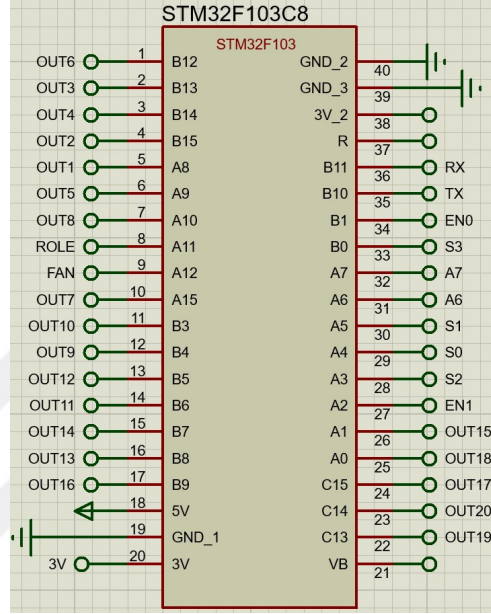 STM32F103C8
STM32F103
OUT6 1 B12 GND_2 40
OUT3 2 B13 GND_3 39
OUT4 3 B14 3V_2 38
OUT2 4 B15 R 37
OUT1 5 A8 B11 36 RX
OUT5 6 A9 B10 35 TX
OUT8 7 A10 B1 34 EN0
ROLE 8 A11 B0 33 S3
FAN 9 A12 A7 32 A7
OUT7 10 A15 A6 31 A6
OUT10 11 B3 A5 30 S1
OUT9 12 B4 A4 29 S0
OUT12 13 B5 A3 28 S2
OUT11 14 B6 A2 27 EN1
OUT14 15 B7 A1 26 OUT15
OUT13 16 B8 A0 25 OUT18
OUT16 17 B9 C15 24 OUT17
18 5V C14 23 OUT20
19 GND_1 C13 22 OUT19
3V 20 3V VB 21